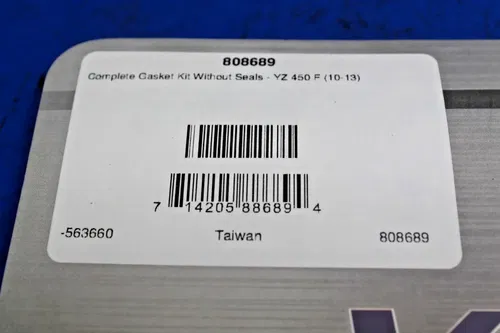 808689
Complete Gasket Kit Without Seals - YZ 450 F (10-13)
7 14205 88689 4
-563660 Taiwan 808689